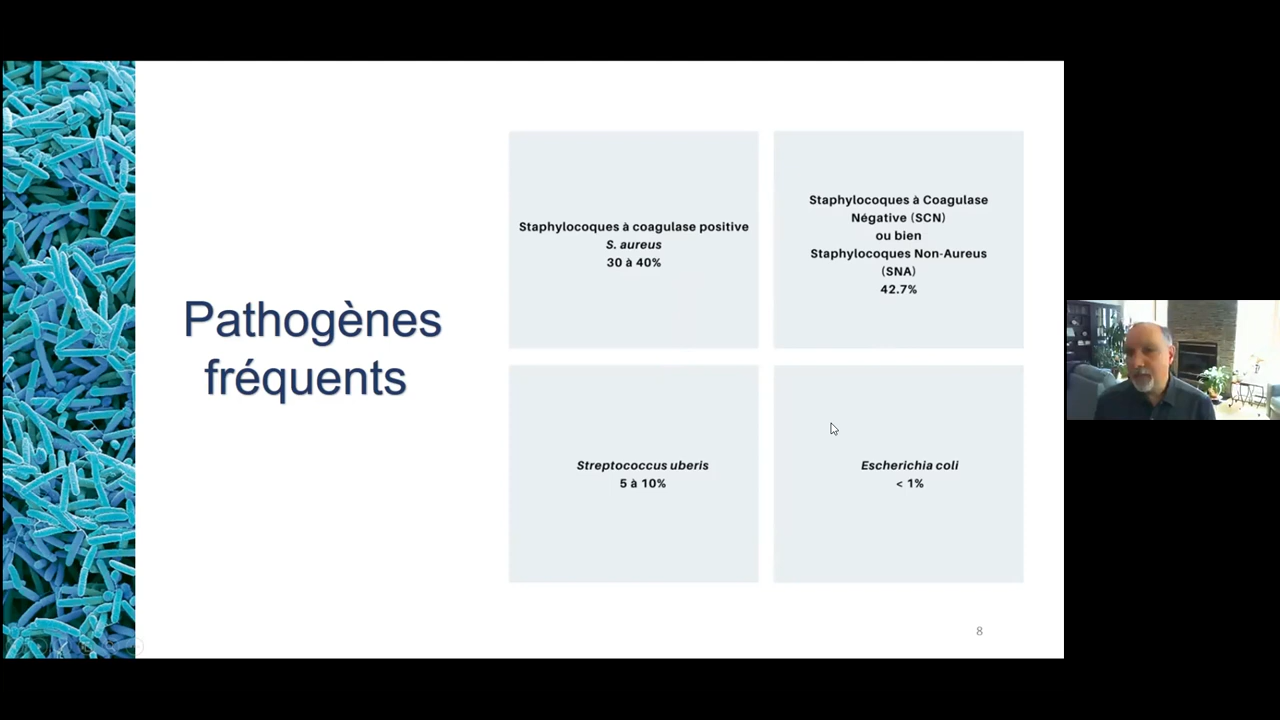 Pathogènes
fréquents
Staphylocoques à coagulase positive
S. aureus
30 à 40%
Staphylocoques à Coagulase
Négative (SCN)
ou bien
Staphylocoques Non-Aureus
(SNA)
42.7%
Streptococcus uberis
5 à 10%
Escherichia coli
< 1%
8